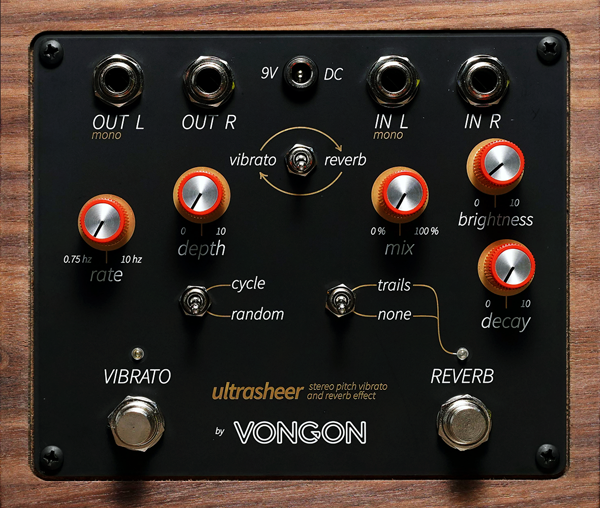 9V DC
OUT L
mono
OUT R
IN L
mono
IN R
vibrato reverb
0 10
brightness
0.75 hz 10 hz
rate
0 10
depth
0 % 100 %
mix
0 10
decay
cycle
random
trails
none
VIBRATO
REVERB
ultrasheer stereo pitch vibrato
and reverb effect
by VONGON